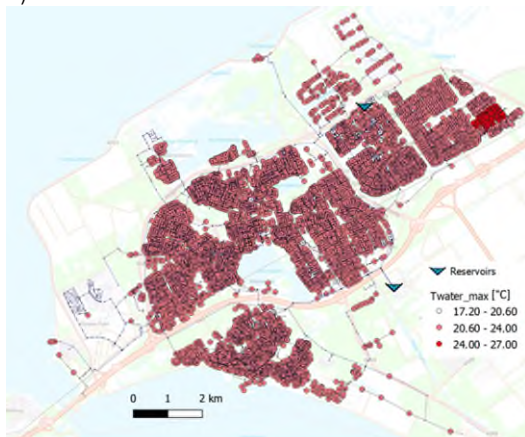 )
Reservoirs
Twater_max [°C]
17.20 - 20.60
20.60 - 24.00
24.00 - 27.00
0 1 2 km